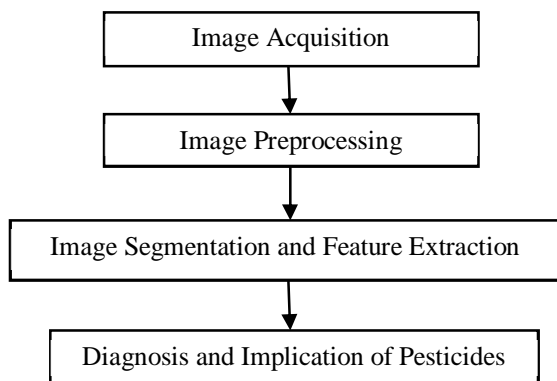 Image Acquisition
Image Preprocessing
Image Segmentation and Feature Extraction
Diagnosis and Implication of Pesticides